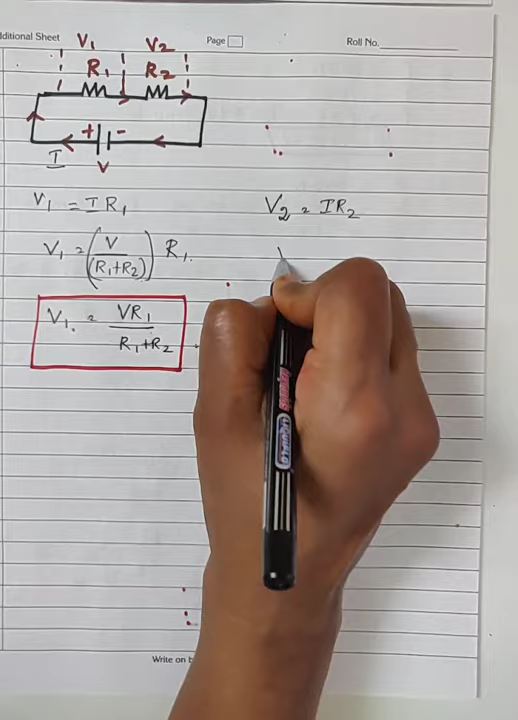 dditional Sheet Page Roll No.
V1 V2
R1 R2
+ -
I V
V1 = I R1
V1 = (V / (R1+R2)) R1.
V1. = VR1 / R1+R2
V2 = IR2
Write on b